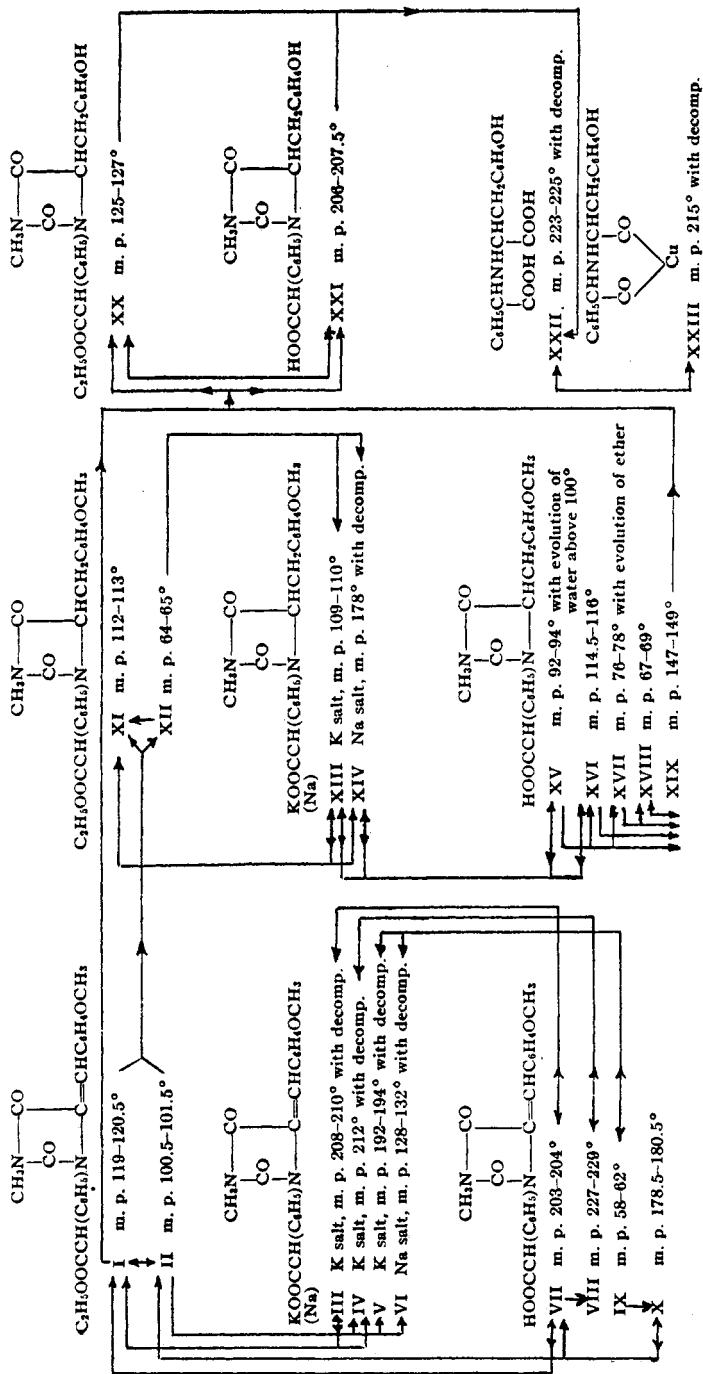 CH₃N—CO
CO
C₂H₅OOCCH(C₆H₅)N—C=CHC₆H₄OCH₃
I m. p. 119–120.5°
II m. p. 100.5–101.5°
CH₃N—CO
CO
KOOCCH(C₆H₅)N—C=CHC₆H₄OCH₃
(Na)
III K salt, m. p. 208–210° with decomp.
IV K salt, m. p. 212° with decomp.
V K salt, m. p. 192–194° with decomp.
VI Na salt, m. p. 128–132° with decomp.
CH₃N—CO
CO
HOOCCH(C₆H₅)N—C=CHC₆H₄OCH₃
VII m. p. 203–204°
VIII m. p. 227–229°
IX m. p. 58–62°
X m. p. 178.5–180.5°
CH₃N—CO
CO
C₂H₅OOCCH(C₆H₅)N—CHCH₂C₆H₄OCH₃
XI m. p. 112–113°
XII m. p. 64–65°
CH₃N—CO
CO
KOOCCH(C₆H₅)N—CHCH₂C₆H₄OCH₃
(Na)
XIII K salt, m. p. 109–110°
XIV Na salt, m. p. 178° with decomp.
CH₃N—CO
CO
HOOCCH(C₆H₅)N—CHCH₂C₆H₄OCH₃
XV m. p. 92–94° with evolution of
water above 100°
XVI m. p. 114.5–116°
XVII m. p. 76–78° with evolution of ether
XVIII m. p. 67–69°
XIX m. p. 147–149°
CH₃N—CO
CO
C₂H₅OOCCH(C₆H₅)N—CHCH₂C₆H₄OH
XX m. p. 125–127°
CH₃N—CO
CO
HOOCCH(C₆H₅)N—CHCH₂C₆H₄OH
XXI m. p. 206–207.5°
C₆H₅CHNHCHCH₂C₆H₄OH
COOH COOH
XXII m. p. 223–225° with decomp.
C₆H₅CHNHCHCH₂C₆H₄OH
CO CO
Cu
XXIII m. p. 215° with decomp.